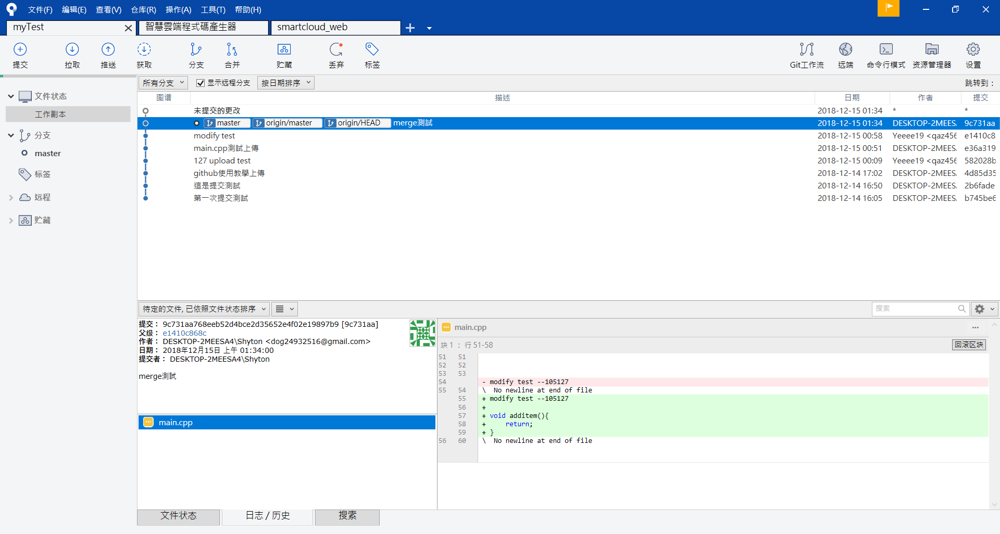 文件(F) 编辑(E) 查看(V) 仓库(R) 操作(A) 工具(T) 帮助(H)
myTest 智慧雲端程式碼產生器 smartcloud_web
提交 拉取 推送 获取 分支 合并 贮藏 丢弃 标签 Git工作流 远端 命令行模式 资源管理器 设置
文件状态
工作副本
分支
master
标签
远程
贮藏
所有分支 显示远程分支 按日期排序 跳转到：
图谱 描述 日期 作者 提交
未提交的更改 2018-12-15 01:34 * *
master origin/master origin/HEAD merge測試 2018-12-15 01:34 DESKTOP-2MEESA 9c731aa
modify test 2018-12-15 00:58 Yeeee19 <qaz456 e1410c8
main.cpp測試上傳 2018-12-15 00:51 DESKTOP-2MEESA e36a319
127 upload test 2018-12-15 00:09 Yeeee19 <qaz456 582028b
github使用教學上傳 2018-12-14 17:02 DESKTOP-2MEESA 4d85d35
這是提交測試 2018-12-14 16:50 DESKTOP-2MEESA 2b6fade
第一次提交測試 2018-12-14 16:05 DESKTOP-2MEESA b745be6
待定的文件, 已依照文件状态排序 搜索
提交： 9c731aa768eeb52d4bce2d35652e4f02e19897b9 [9c731aa]
父级： e1410c868c
作者： DESKTOP-2MEESA4\Shyton <dog24932516@gmail.com>
日期： 2018年12月15日 上午 01:34:00
提交者： DESKTOP-2MEESA4\Shyton
merge測試
main.cpp
main.cpp
块 1 ： 行 51-58 回滚区块
51 51
52 52
53 53
54 - modify test --105127
55 54 \ No newline at end of file
55 + modify test --105127
56 +
57 + void additem(){
58 + return;
59 + }
56 60 \ No newline at end of file
文件状态 日志 / 历史 搜索